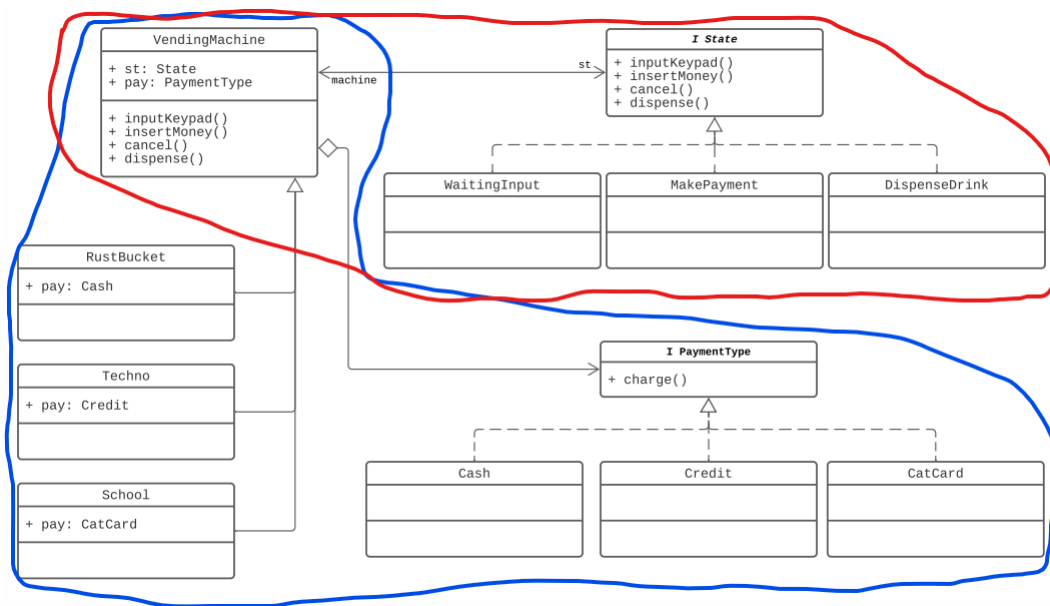 VendingMachine
+ st: State
+ pay: PaymentType
+ inputKeypad()
+ insertMoney()
+ cancel()
+ dispense()
machine
st
I State
+ inputKeypad()
+ insertMoney()
+ cancel()
+ dispense()
WaitingInput
MakePayment
DispenseDrink
RustBucket
+ pay: Cash
Techno
+ pay: Credit
School
+ pay: CatCard
I PaymentType
+ charge()
Cash
Credit
CatCard